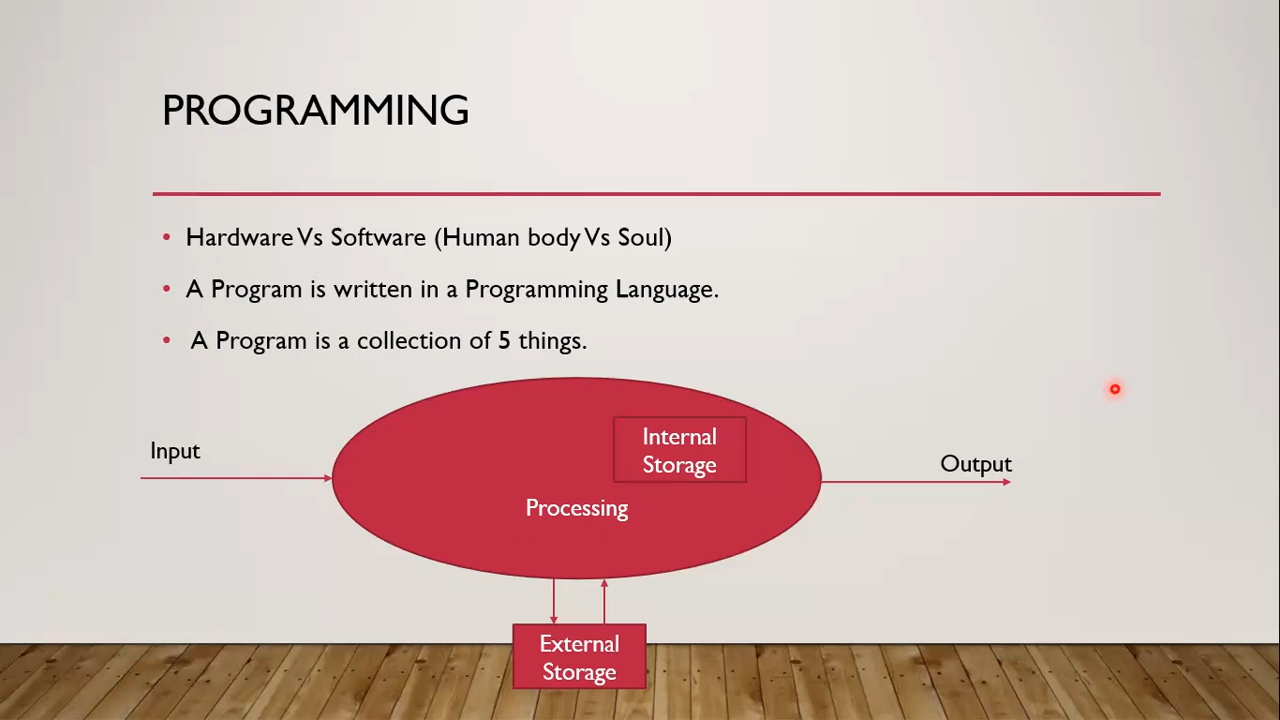 PROGRAMMING
• Hardware Vs Software (Human body Vs Soul)
• A Program is written in a Programming Language.
• A Program is a collection of 5 things.
Input
Internal
Storage
Output
Processing
External
Storage